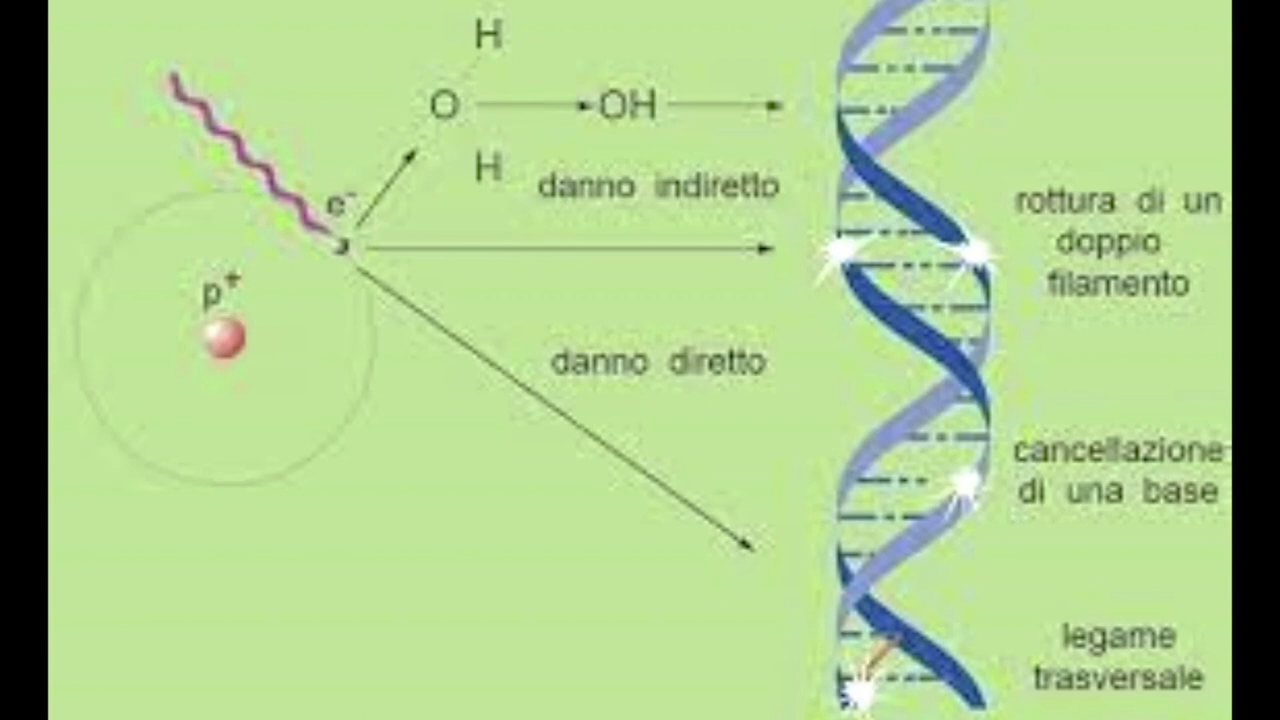 H
O
OH
H
danno indiretto
e-
p+
danno diretto
rottura di un
doppio
filamento
cancellazione
di una base
legame
trasversale